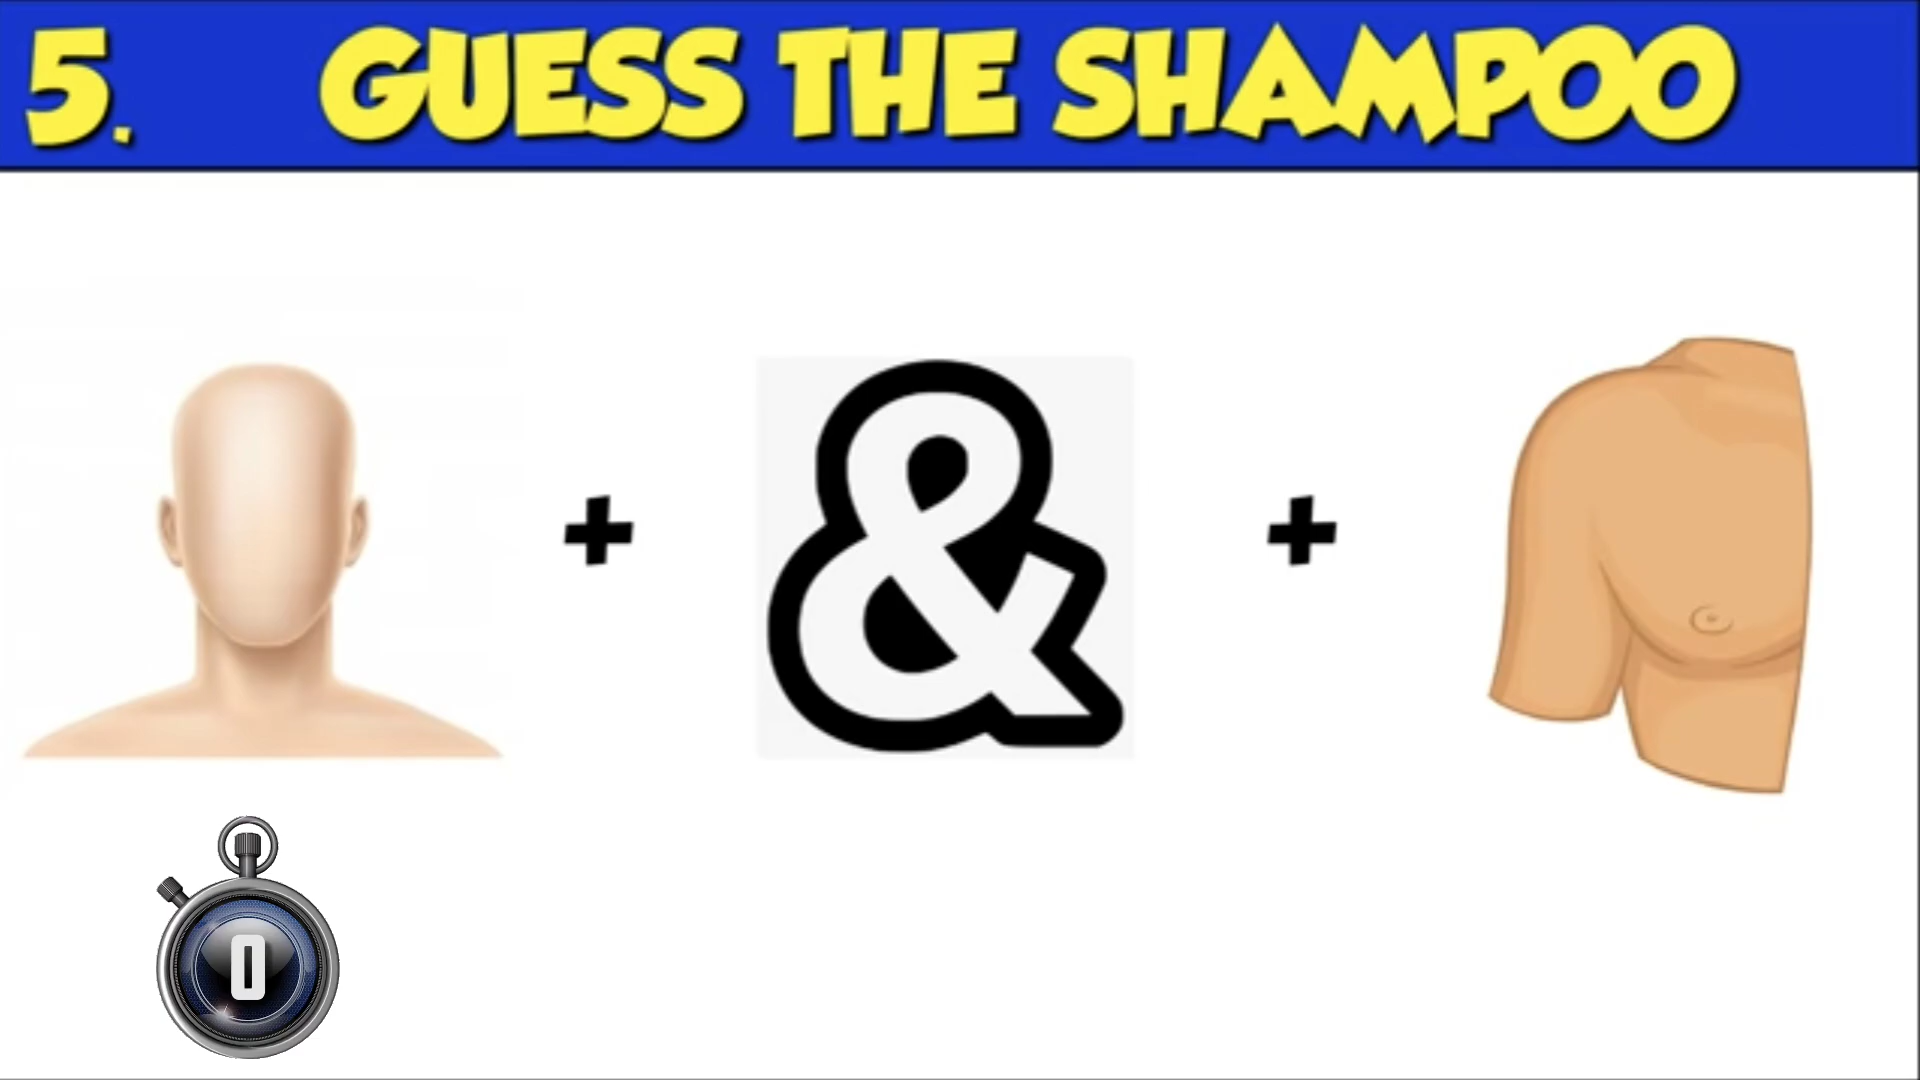 5. GUESS THE SHAMPOO
+ & +
0